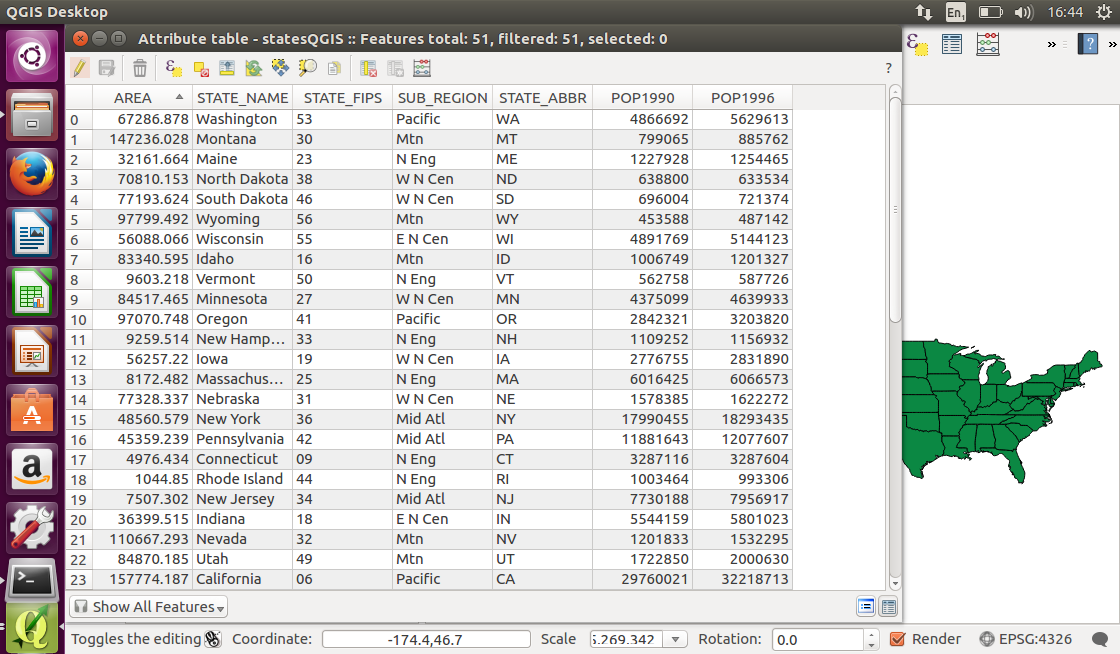 QGIS Desktop En1 16:44
Attribute table - statesQGIS :: Features total: 51, filtered: 51, selected: 0
?
AREA STATE_NAME STATE_FIPS SUB_REGION STATE_ABBR POP1990 POP1996
0 67286.878 Washington 53 Pacific WA 4866692 5629613
1 147236.028 Montana 30 Mtn MT 799065 885762
2 32161.664 Maine 23 N Eng ME 1227928 1254465
3 70810.153 North Dakota 38 W N Cen ND 638800 633534
4 77193.624 South Dakota 46 W N Cen SD 696004 721374
5 97799.492 Wyoming 56 Mtn WY 453588 487142
6 56088.066 Wisconsin 55 E N Cen WI 4891769 5144123
7 83340.595 Idaho 16 Mtn ID 1006749 1201327
8 9603.218 Vermont 50 N Eng VT 562758 587726
9 84517.465 Minnesota 27 W N Cen MN 4375099 4639933
10 97070.748 Oregon 41 Pacific OR 2842321 3203820
11 9259.514 New Hamp… 33 N Eng NH 1109252 1156932
12 56257.22 Iowa 19 W N Cen IA 2776755 2831890
13 8172.482 Massachus… 25 N Eng MA 6016425 6066573
14 77328.337 Nebraska 31 W N Cen NE 1578385 1622272
15 48560.579 New York 36 Mid Atl NY 17990455 18293435
16 45359.239 Pennsylvania 42 Mid Atl PA 11881643 12077607
17 4976.434 Connecticut 09 N Eng CT 3287116 3287604
18 1044.85 Rhode Island 44 N Eng RI 1003464 993306
19 7507.302 New Jersey 34 Mid Atl NJ 7730188 7956917
20 36399.515 Indiana 18 E N Cen IN 5544159 5801023
21 110667.293 Nevada 32 Mtn NV 1201833 1532295
22 84870.185 Utah 49 Mtn UT 1722850 2000630
23 157774.187 California 06 Pacific CA 29760021 32218713
Show All Features
Toggles the editing Coordinate: -174.4,46.7 Scale 5.269.342 Rotation: 0.0 Render EPSG:4326